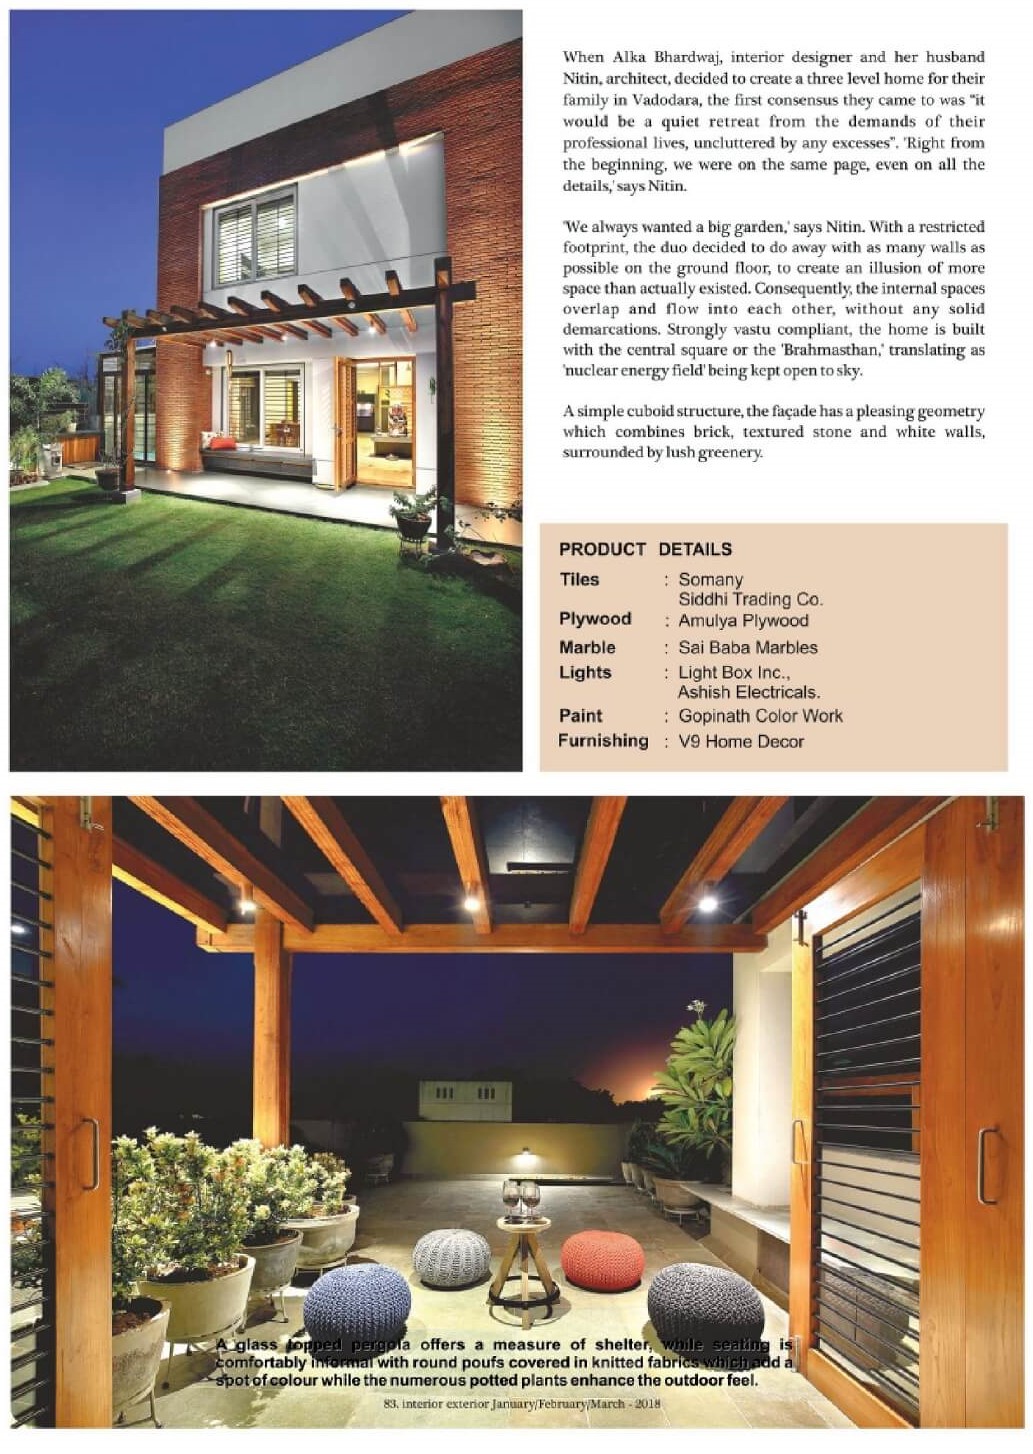 When Alka Bhardwaj, interior designer and her husband
Nitin, architect, decided to create a three level home for their
family in Vadodara, the first consensus they came to was “it
would be a quiet retreat from the demands of their
professional lives, uncluttered by any excesses”. 'Right from
the beginning, we were on the same page, even on all the
details,' says Nitin.
'We always wanted a big garden,' says Nitin. With a restricted
footprint, the duo decided to do away with as many walls as
possible on the ground floor, to create an illusion of more
space than actually existed. Consequently, the internal spaces
overlap and flow into each other, without any solid
demarcations. Strongly vastu compliant, the home is built
with the central square or the 'Brahmasthan,' translating as
'nuclear energy field' being kept open to sky.
A simple cuboid structure, the façade has a pleasing geometry
which combines brick, textured stone and white walls,
surrounded by lush greenery.
PRODUCT DETAILS
Tiles : Somany
Siddhi Trading Co.
Plywood : Amulya Plywood
Marble : Sai Baba Marbles
Lights : Light Box Inc.,
Ashish Electricals.
Paint : Gopinath Color Work
Furnishing : V9 Home Decor
A glass topped pergola offers a measure of shelter, while seating is
comfortably informal with round poufs covered in knitted fabrics which add a
spot of colour while the numerous potted plants enhance the outdoor feel.
83. interior exterior January/February/March - 2018